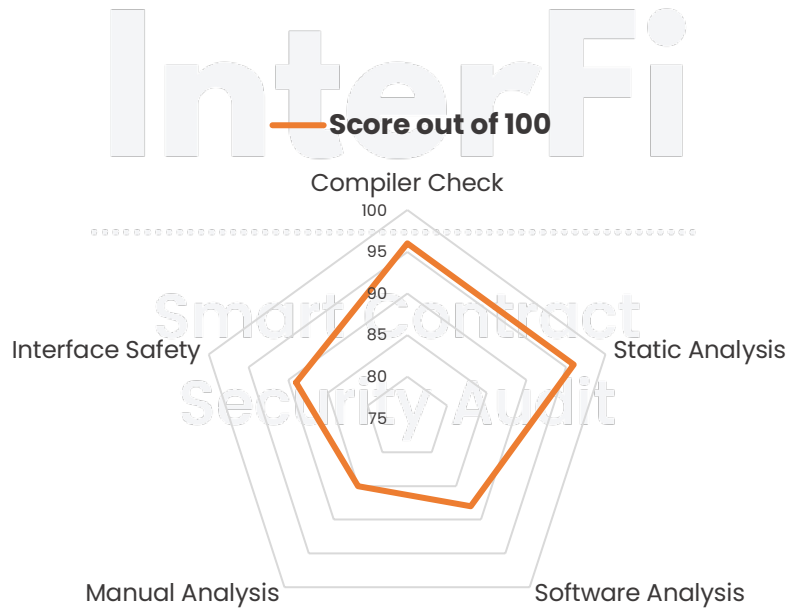 InterFi
Score out of 100
Compiler Check
100
95
90
85
80
75
Smart Contract
Security Audit
Interface Safety
Static Analysis
Manual Analysis
Software Analysis